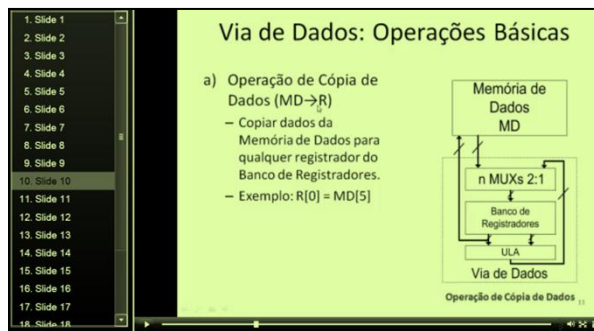 1. Slide 1
2. Slide 2
3. Slide 3
4. Slide 4
5. Slide 5
6. Slide 6
7. Slide 7
8. Slide 8
9. Slide 9
10. Slide 10
11. Slide 11
12. Slide 12
13. Slide 13
14. Slide 14
15. Slide 15
16. Slide 16
17. Slide 17
18. Slide 18
Via de Dados: Operações Básicas
a) Operação de Cópia de
Dados (MD→R)
– Copiar dados da
Memória de Dados para
qualquer registrador do
Banco de Registradores.
– Exemplo: R[0] = MD[5]
Memória de
Dados
MD
n MUXs 2:1
Banco de
Registradores
ULA
Via de Dados
Operação de Cópia de Dados
11